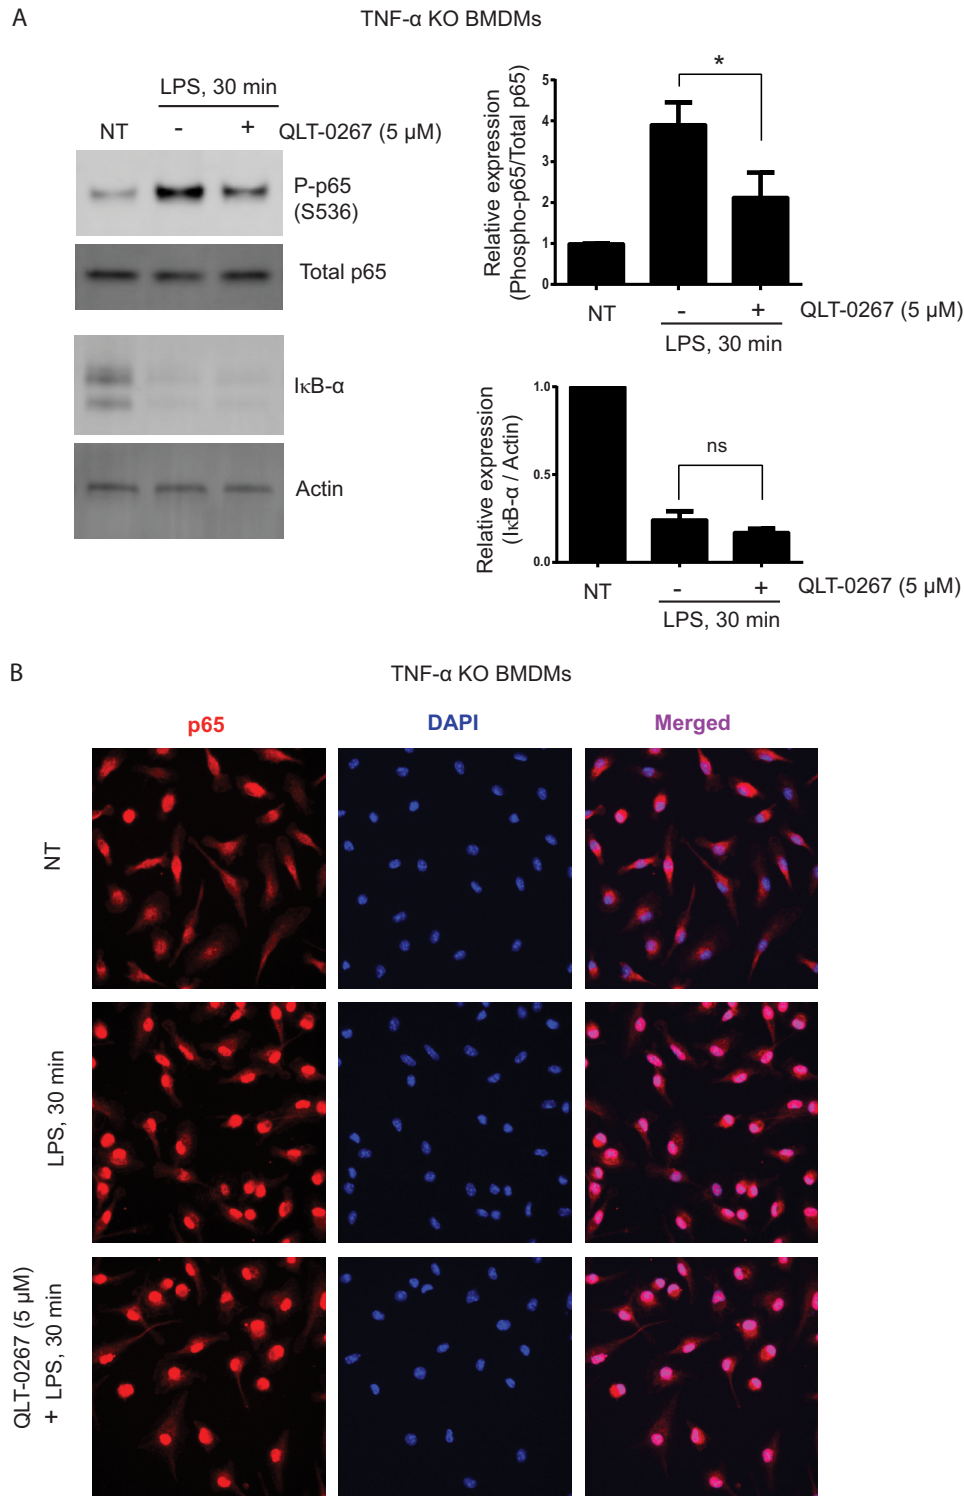 A
TNF-α KO BMDMs
LPS, 30 min
NT - + QLT-0267 (5 µM)
P-p65
(S536)
Total p65
IκB-α
Actin
Relative expression
(Phospho-p65/Total p65)
5
4
3
2
1
0
*
NT - + QLT-0267 (5 µM)
LPS, 30 min
Relative expression
(IκB-α / Actin)
1.0
0.5
0.0
ns
NT - + QLT-0267 (5 µM)
LPS, 30 min
B
TNF-α KO BMDMs
p65 DAPI Merged
NT
LPS, 30 min
QLT-0267 (5 µM)
+ LPS, 30 min